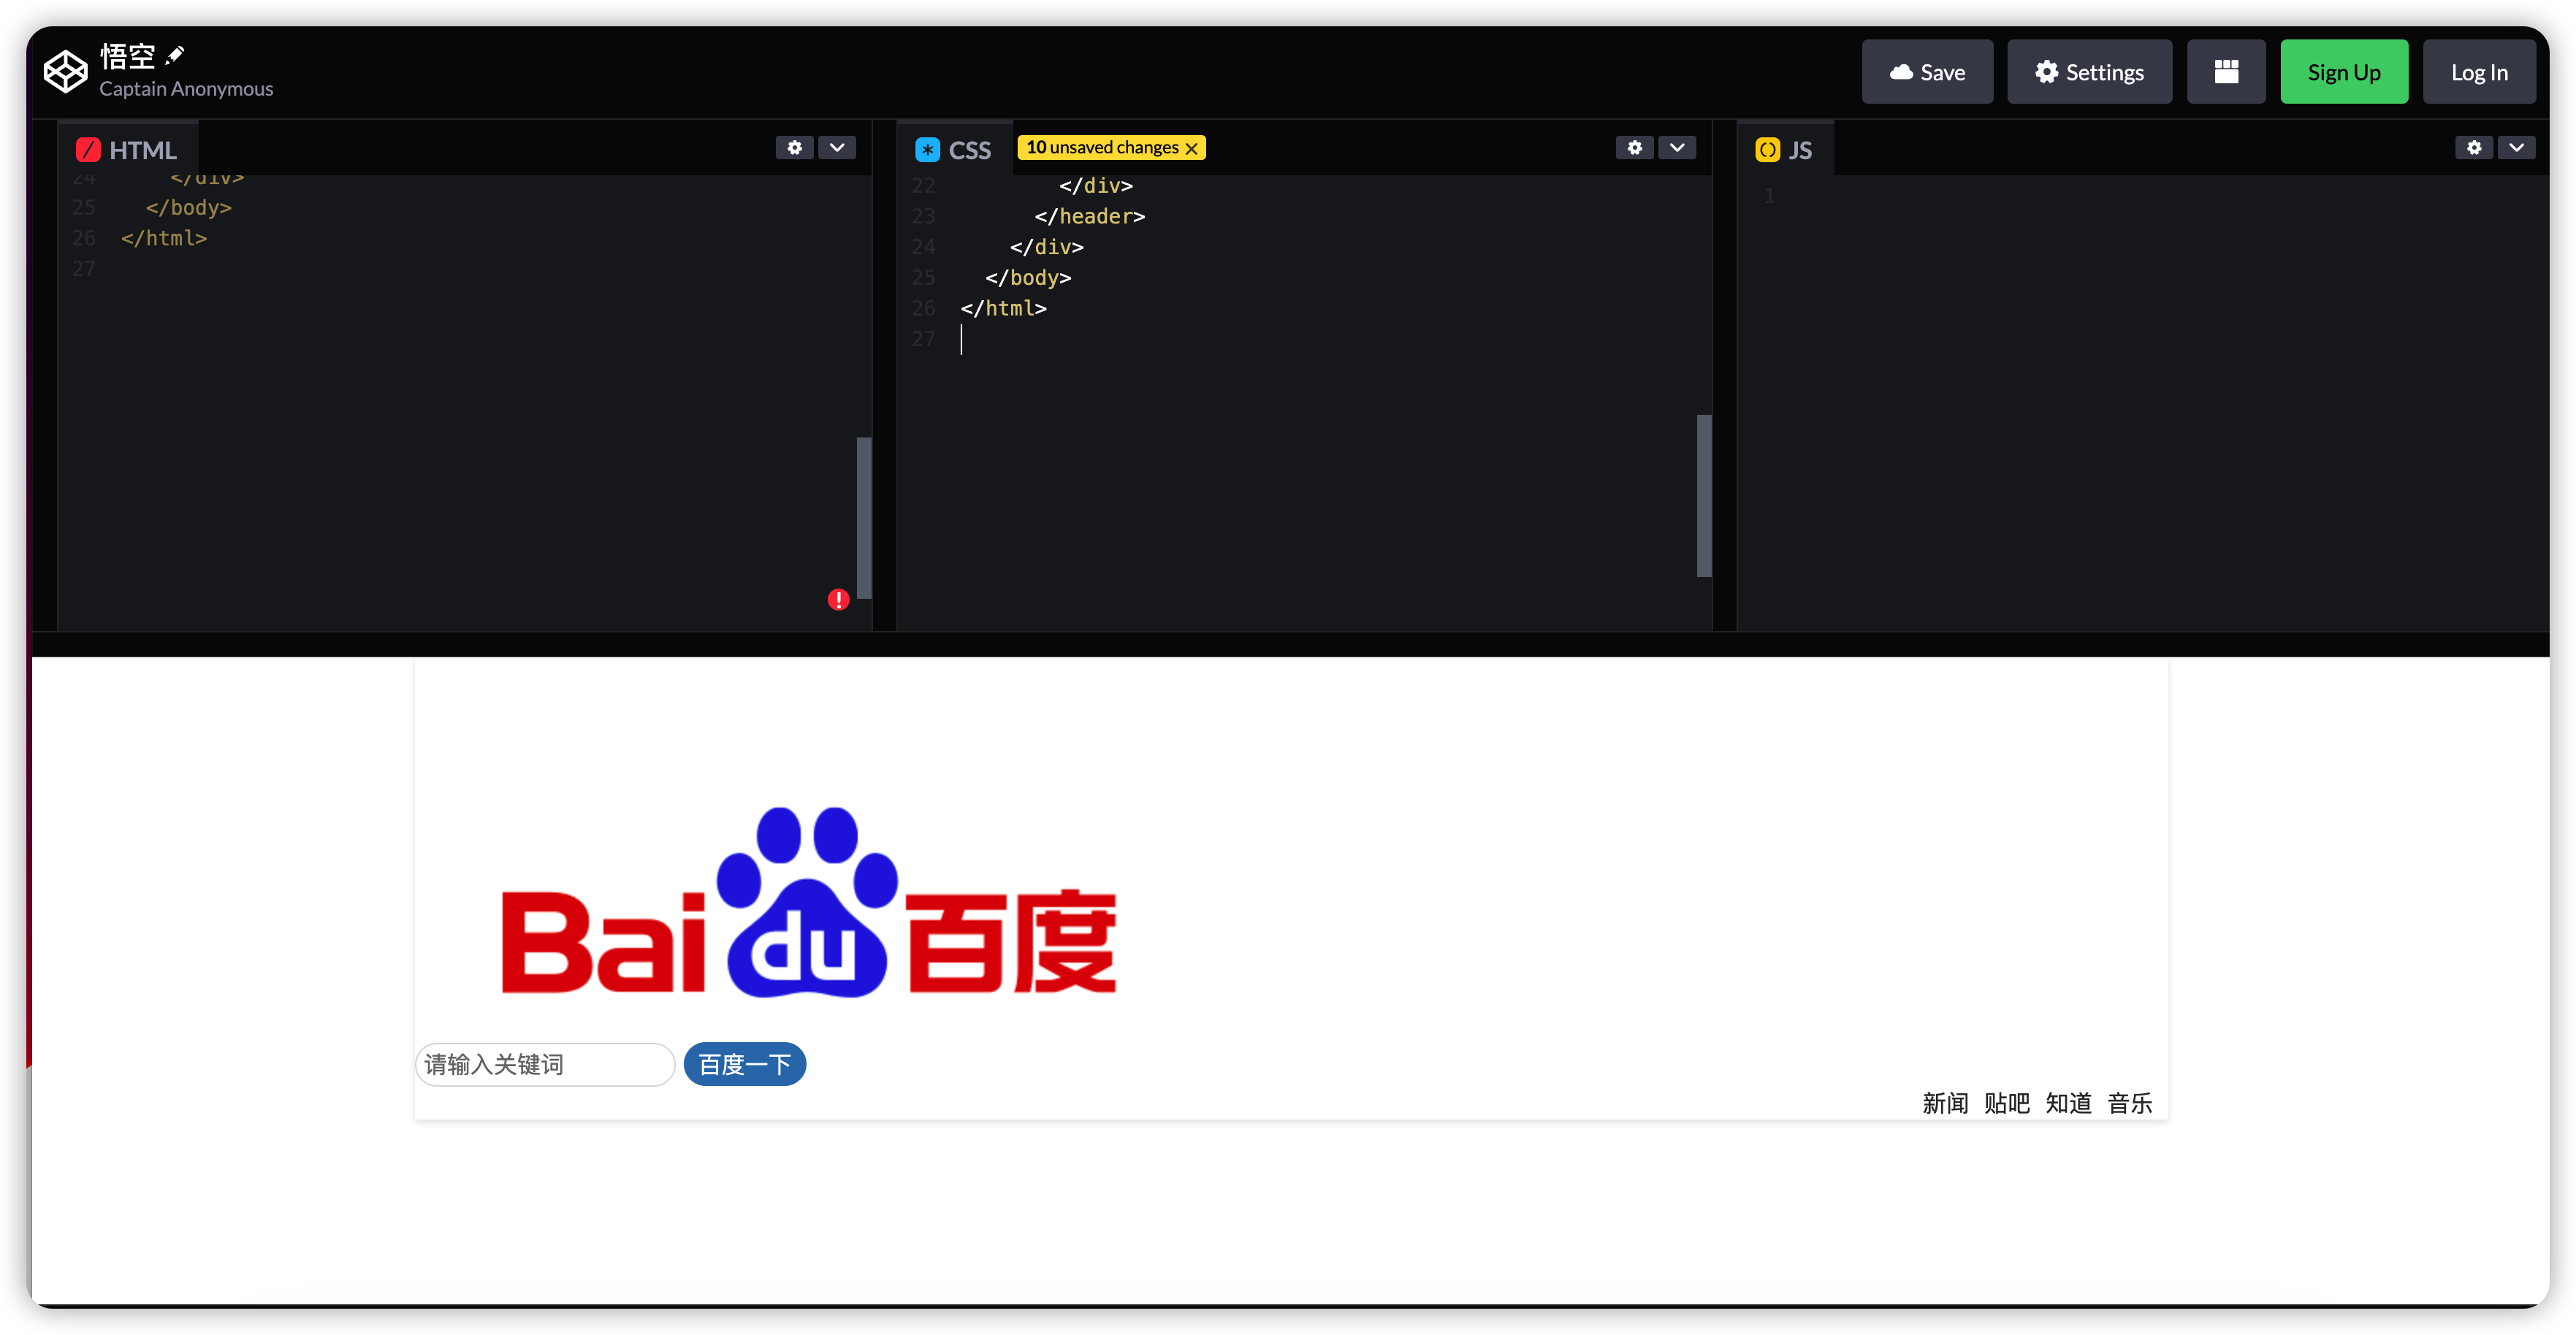 悟空
Captain Anonymous
Save
Settings
Sign Up
Log In
HTML
24 </div>
25 </body>
26 </html>
27
CSS
10 unsaved changes
22 </div>
23 </header>
24 </div>
25 </body>
26 </html>
27
JS
1
Bai du 百度
请输入关键词
百度一下
新闻 贴吧 知道 音乐